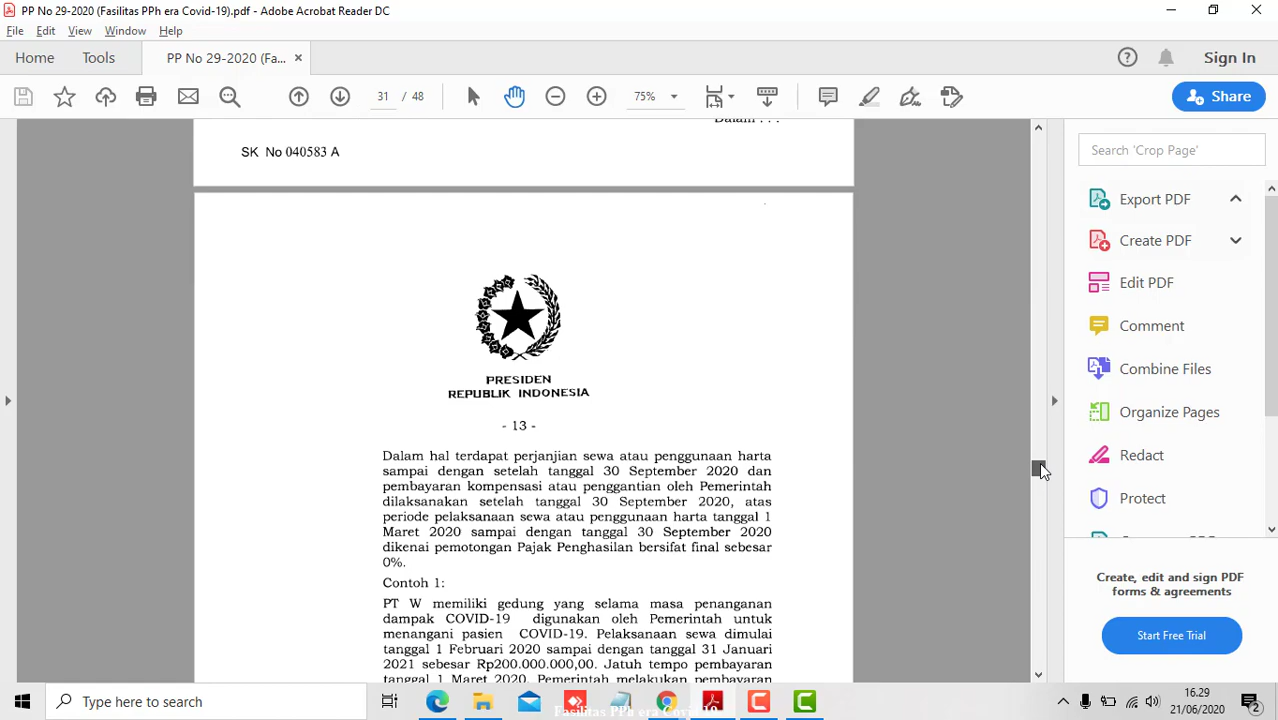 PP No 29-2020 (Fasilitas PPh era Covid-19).pdf - Adobe Acrobat Reader DC
File Edit View Window Help
Home Tools PP No 29-2020 (Fa... × Sign In
31 / 48 75% Share
Dalam . . .
SK No 040583 A
PRESIDEN
REPUBLIK INDONESIA
- 13 -
Dalam hal terdapat perjanjian sewa atau penggunaan harta
sampai dengan setelah tanggal 30 September 2020 dan
pembayaran kompensasi atau penggantian oleh Pemerintah
dilaksanakan setelah tanggal 30 September 2020, atas
periode pelaksanaan sewa atau penggunaan harta tanggal 1
Maret 2020 sampai dengan tanggal 30 September 2020
dikenai pemotongan Pajak Penghasilan bersifat final sebesar
0%.
Contoh 1:
PT W memiliki gedung yang selama masa penanganan
dampak COVID-19 digunakan oleh Pemerintah untuk
menangani pasien COVID-19. Pelaksanaan sewa dimulai
tanggal 1 Februari 2020 sampai dengan tanggal 31 Januari
2021 sebesar Rp200.000.000,00. Jatuh tempo pembayaran
tanggal 1 Maret 2020. Pemerintah melakukan pembayaran
Search 'Crop Page'
Export PDF
Create PDF
Edit PDF
Comment
Combine Files
Organize Pages
Redact
Protect
Create, edit and sign PDF
forms & agreements
Start Free Trial
Type here to search
Fasilitas PPh era Covid-19
16.29
21/06/2020
2